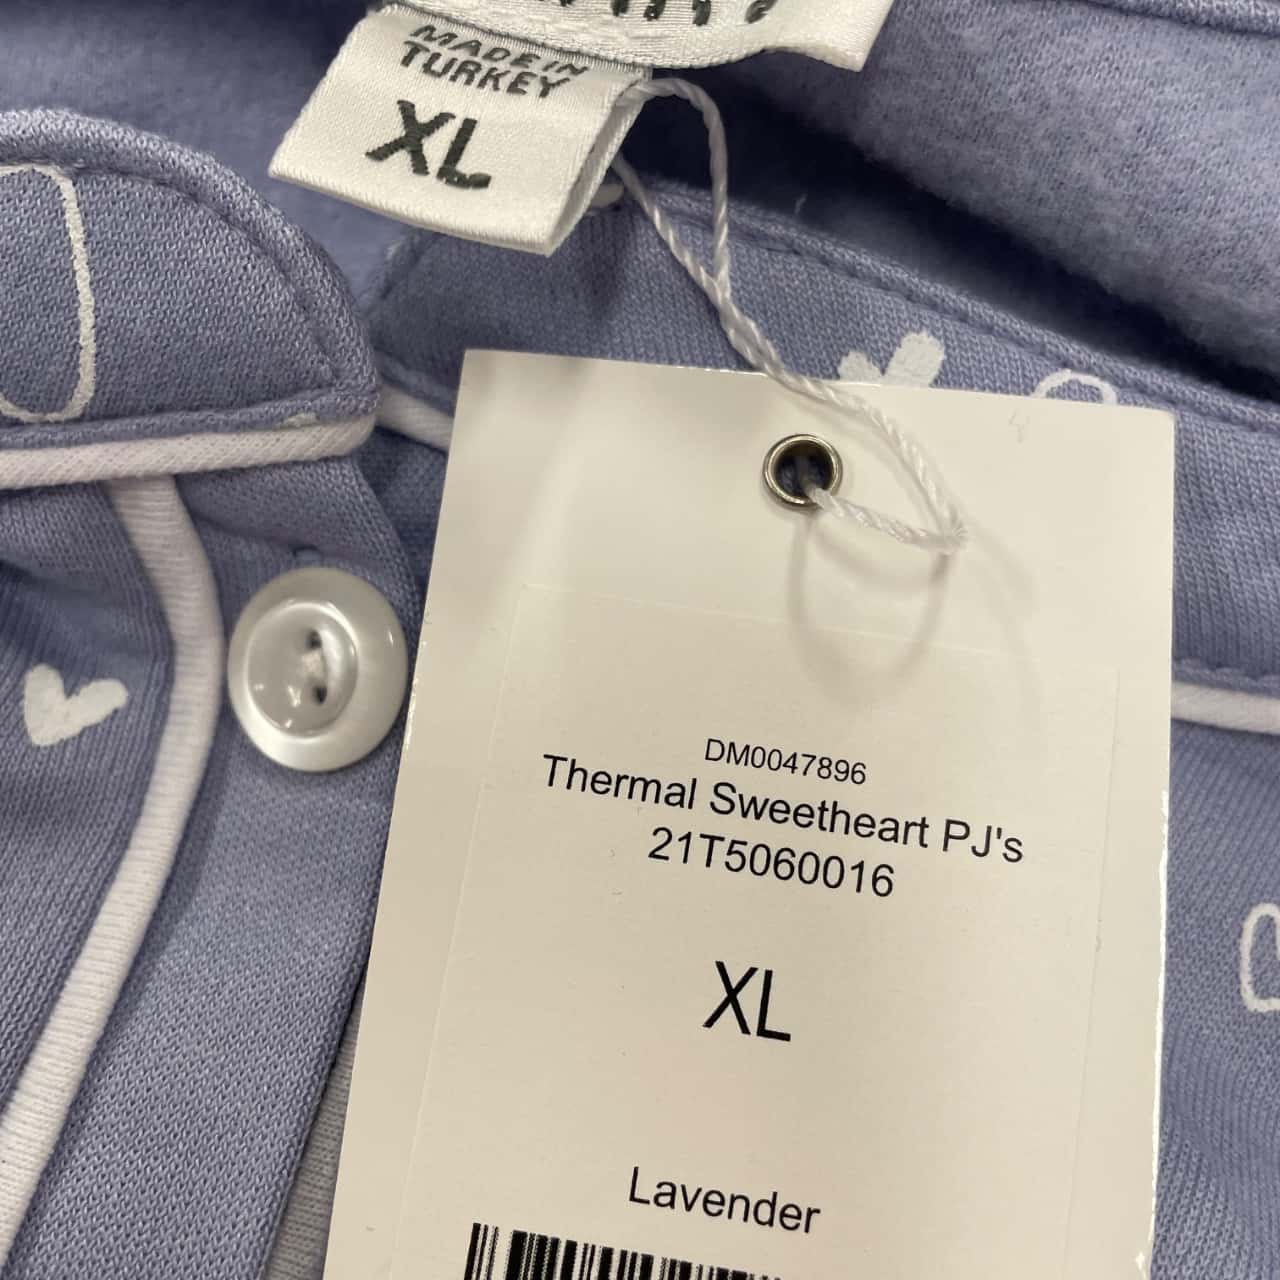 MADE IN
TURKEY
XL
DM0047896
Thermal Sweetheart PJ's
21T5060016
XL
Lavender